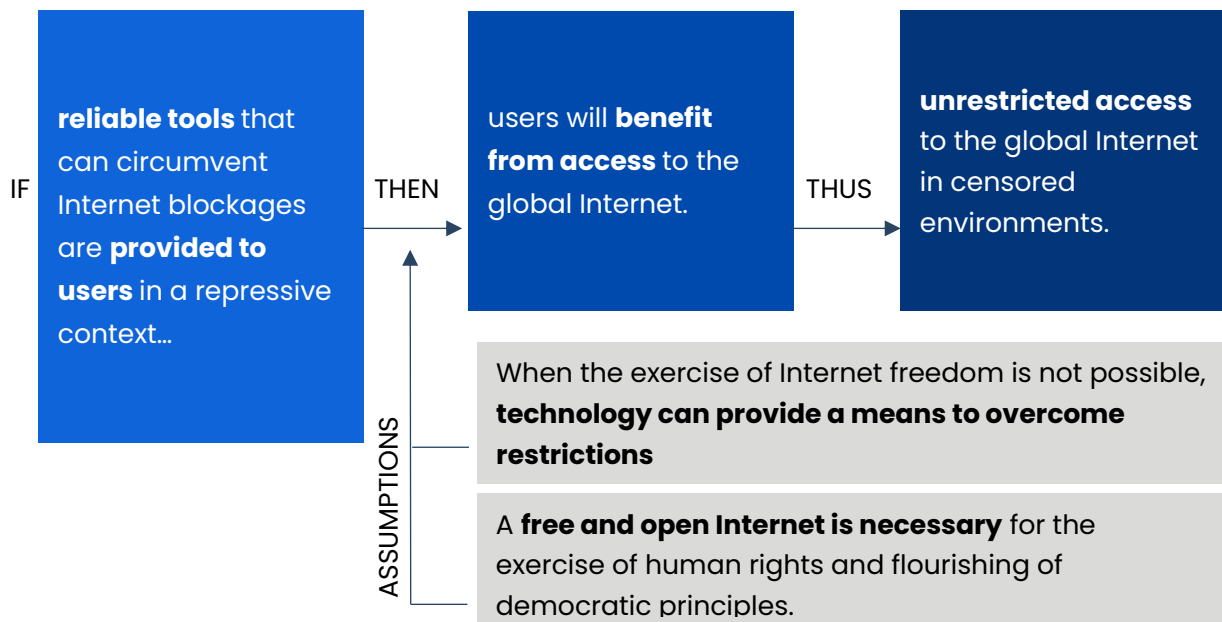 IF
reliable tools that
can circumvent
Internet blockages
are provided to
users in a repressive
context…
THEN
users will benefit
from access to the
global Internet.
THUS
unrestricted access
to the global Internet
in censored
environments.
ASSUMPTIONS
When the exercise of Internet freedom is not possible,
technology can provide a means to overcome
restrictions
A free and open Internet is necessary for the
exercise of human rights and flourishing of
democratic principles.